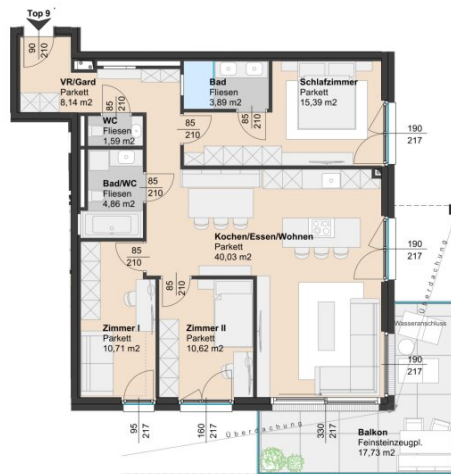 Top 9
90
210
VR/Gard
Parkett
8,14 m2
85
210
Bad
Fliesen
3,89 m2
Schlafzimmer
Parkett
15,39 m2
WC
Fliesen
1,59 m2
85
210
85
210
190
217
Bad/WC
Fliesen
4,86 m2
85
210
Kochen/Essen/Wohnen
Parkett
40,03 m2
190
217
85
210
85
210
Überdachung
Wasseranschluss
Zimmer I
Parkett
10,71 m2
Zimmer II
Parkett
10,62 m2
190
217
95
217
160
217
Überdachung
330
217
Balkon
Feinsteinzeugpl.
17,73 m2